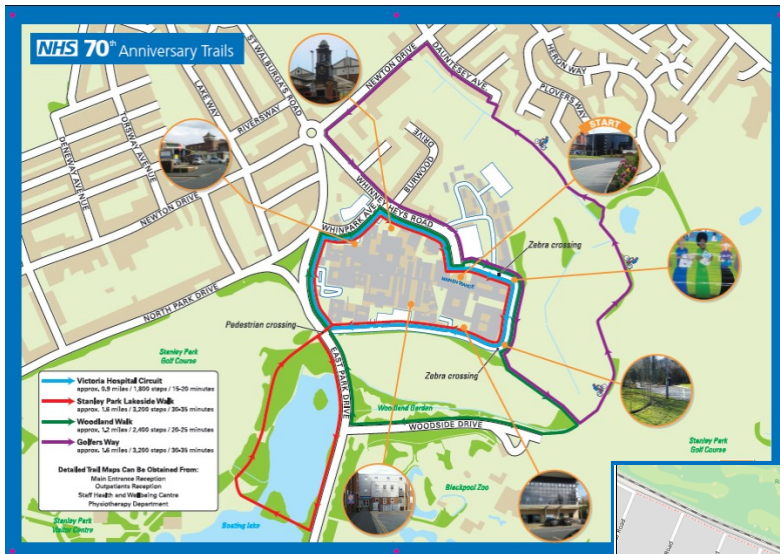 NHS 70th Anniversary Trails
NEWTON DRIVE
DAUNTESEY AVE
HERON WAY
PLOVERS WAY
ST WALBURGA'S ROAD
LAKEWAY
RIVERSWAY
TORSWAY AVENUE
DENEWAY AVENUE
START
BURWOOD
DRIVE
WHINNEY HEYS ROAD
WHINPARK AVE
NEWTON DRIVE
Zebra crossing
NORTH PARK DRIVE
Pedestrian crossing
Stanley Park
Golf Course
EAST PARK DRIVE
Zebra crossing
Victoria Hospital Circuit
approx. 0.9 miles / 1,800 steps / 15-20 minutes
Stanley Park Lakeside Walk
approx. 1.6 miles / 3,200 steps / 30-35 minutes
Woodland Walk
approx. 1.2 miles / 2,400 steps / 20-25 minutes
Golfers Way
approx. 1.6 miles / 3,200 steps / 30-35 minutes
Woodland Garden
WOODSIDE DRIVE
Stanley Park
Golf Course
Detailed Trail Maps Can Be Obtained From:
Main Entrance Reception
Outpatients Reception
Staff Health and Wellbeing Centre
Physiotherapy Department
Blackpool Zoo
Stanley Park
Visitor Centre
Boating lake
Road
Road